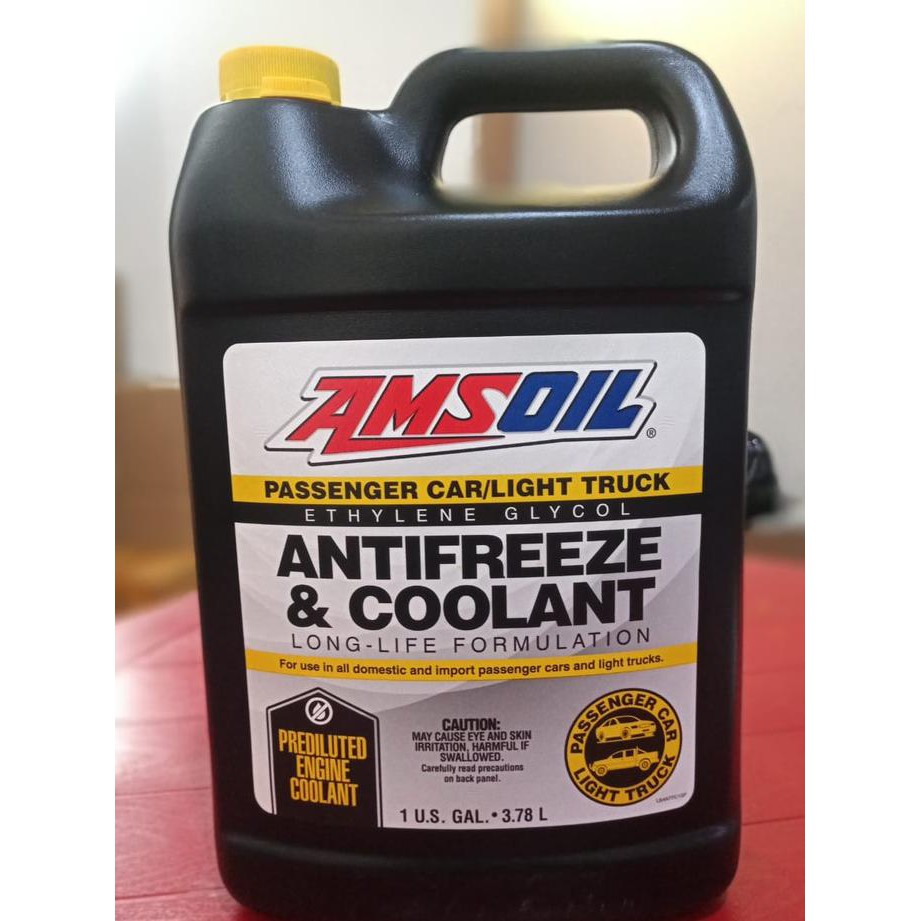 AMSOIL®
PASSENGER CAR/LIGHT TRUCK
ETHYLENE GLYCOL
ANTIFREEZE
& COOLANT
LONG-LIFE FORMULATION
For use in all domestic and import passenger cars and light trucks.
PREDILUTED
ENGINE
COOLANT
CAUTION:
MAY CAUSE EYE AND SKIN
IRRITATION, HARMFUL IF
SWALLOWED.
Carefully read precautions
on back panel.
1 U.S. GAL. • 3.78 L
PASSENGER CAR
LIGHT TRUCK